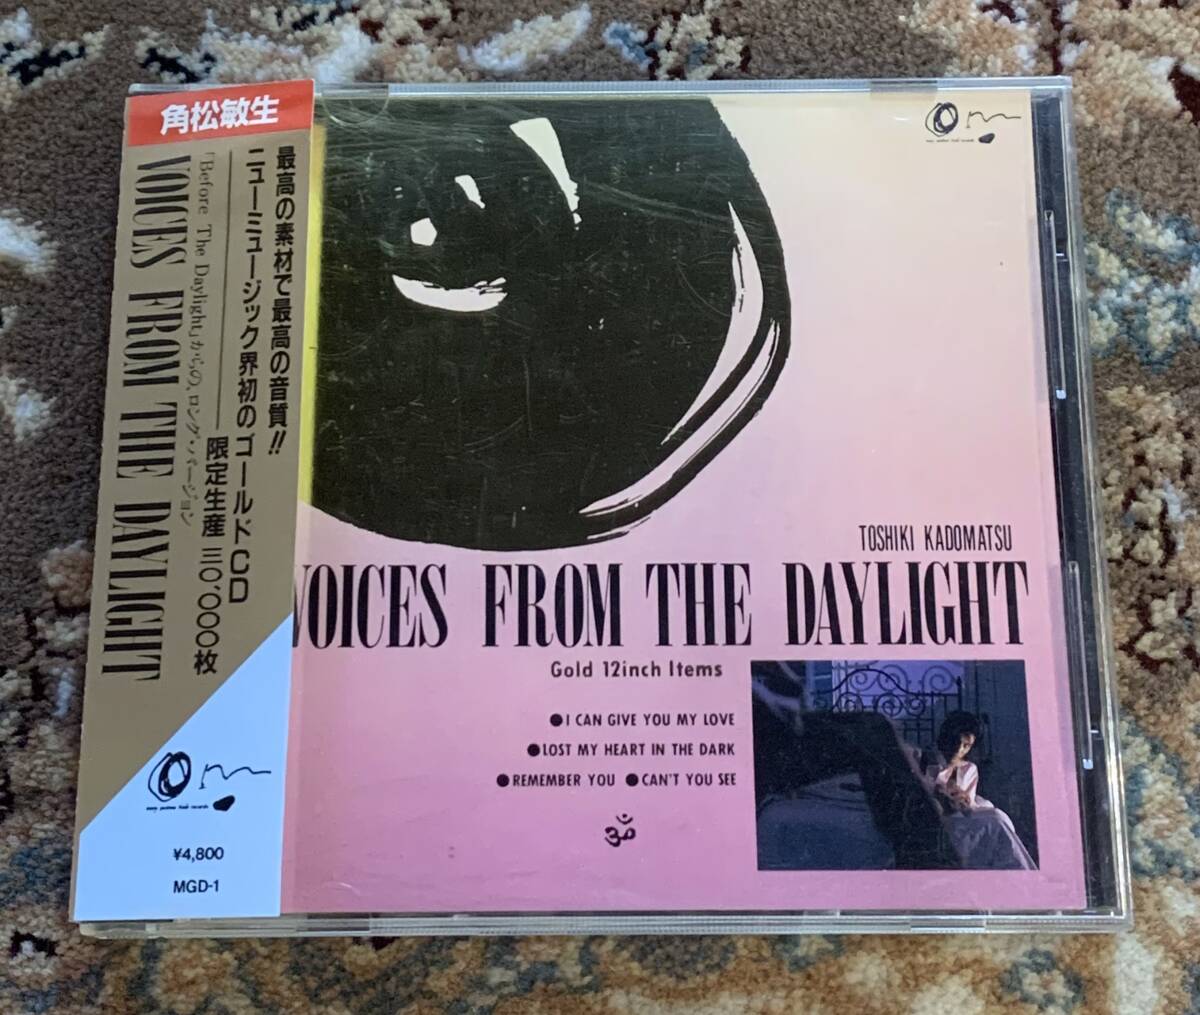 角松敏生
最高の素材で最高の音質!!
ニューミュージック界初のゴールドCD
限定生産 三〇、〇〇〇枚
「Before The Daylight」からの、ロング・バージョン
VOICES FROM THE DAYLIGHT
¥4,800
MGD-1
TOSHIKI KADOMATSU
VOICES FROM THE DAYLIGHT
Gold 12inch Items
●I CAN GIVE YOU MY LOVE
●LOST MY HEART IN THE DARK
●REMEMBER YOU ●CAN'T YOU SEE
ॐ